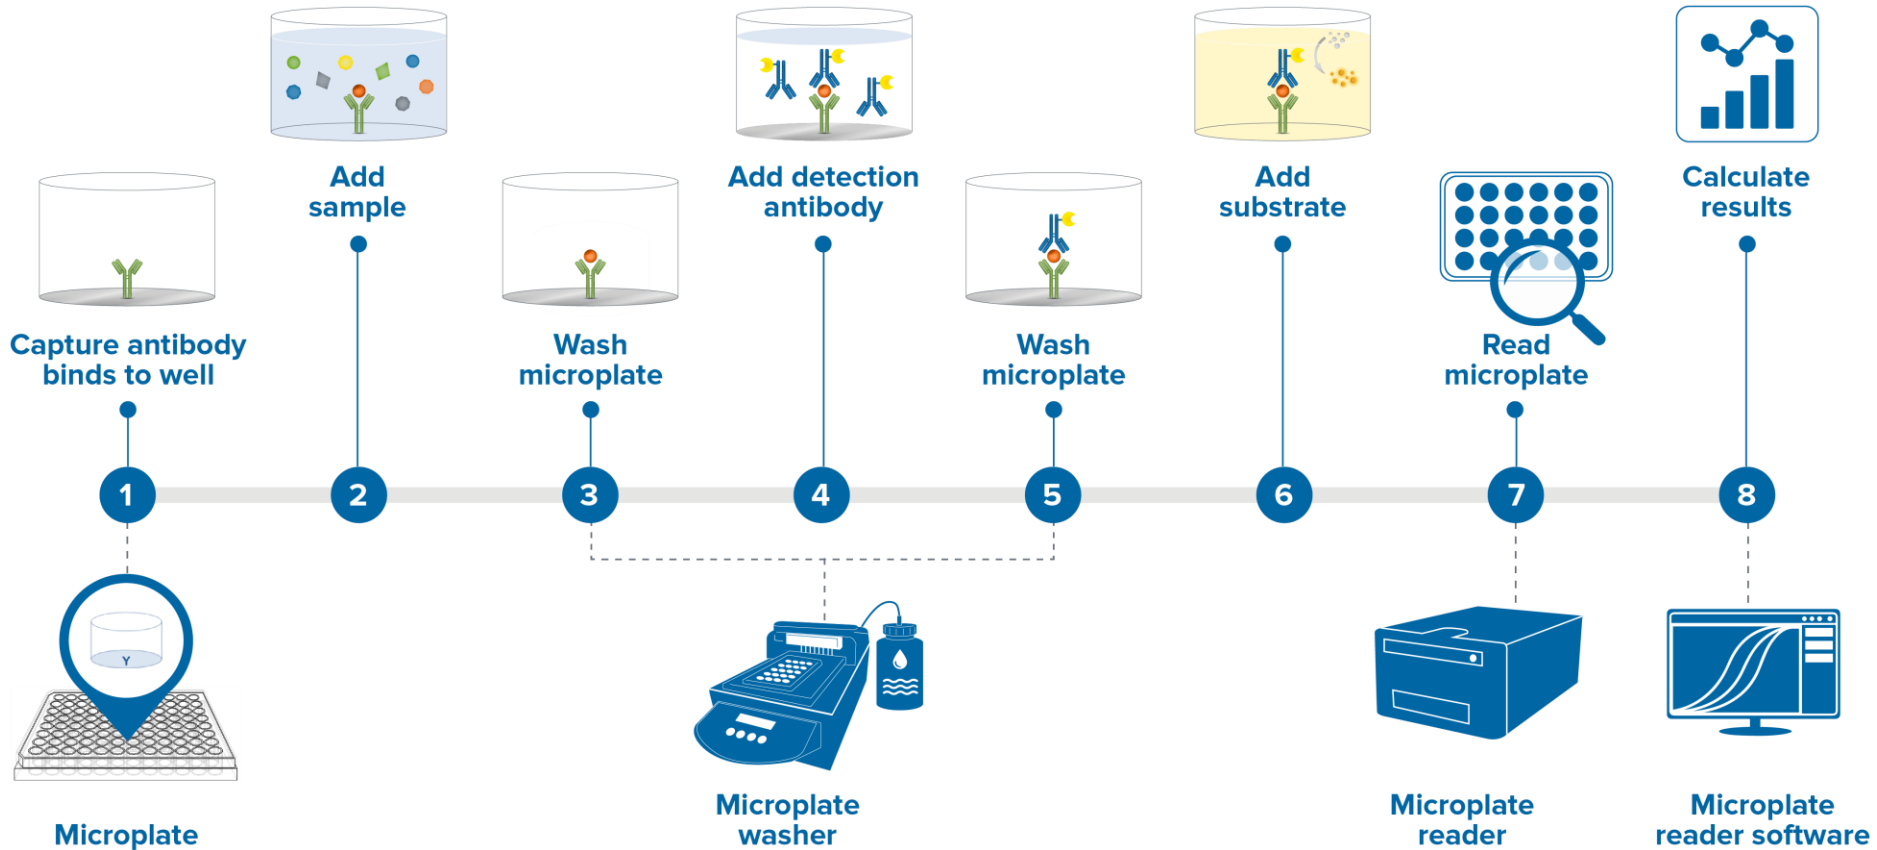 Capture antibody
binds to well
Add
sample
Wash
microplate
Add detection
antibody
Wash
microplate
Add
substrate
Read
microplate
Calculate
results
1
2
3
4
5
6
7
8
Y
Microplate
Microplate
washer
Microplate
reader
Microplate
reader software